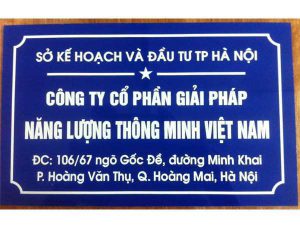 SỞ KẾ HOẠCH VÀ ĐẦU TƯ TP HÀ NỘI
CÔNG TY CỔ PHẦN GIẢI PHÁP
NĂNG LƯỢNG THÔNG MINH VIỆT NAM
ĐC: 106/67 ngõ Gốc Đề, đường Minh Khai
P. Hoàng Văn Thụ, Q. Hoàng Mai, Hà Nội